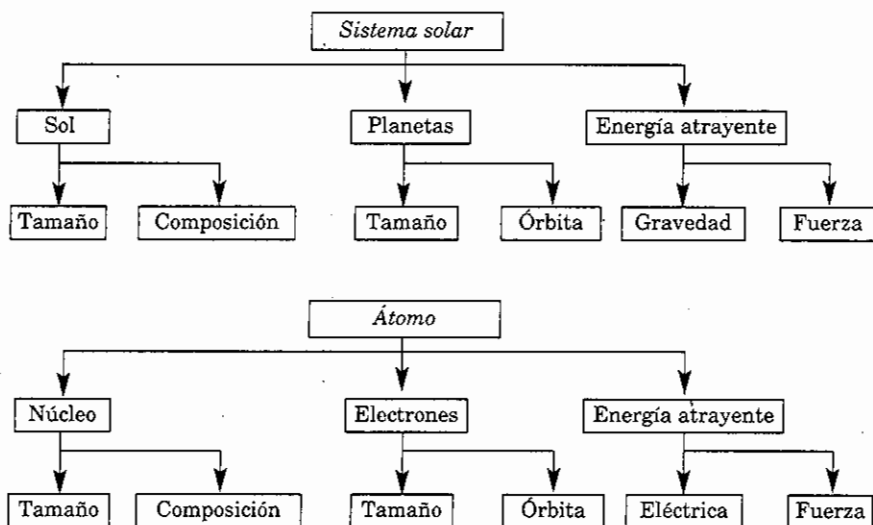 Sistema solar
Sol Planetas Energía atrayente
Tamaño Composición Tamaño Órbita Gravedad Fuerza
Átomo
Núcleo Electrones Energía atrayente
Tamaño Composición Tamaño Órbita Eléctrica Fuerza